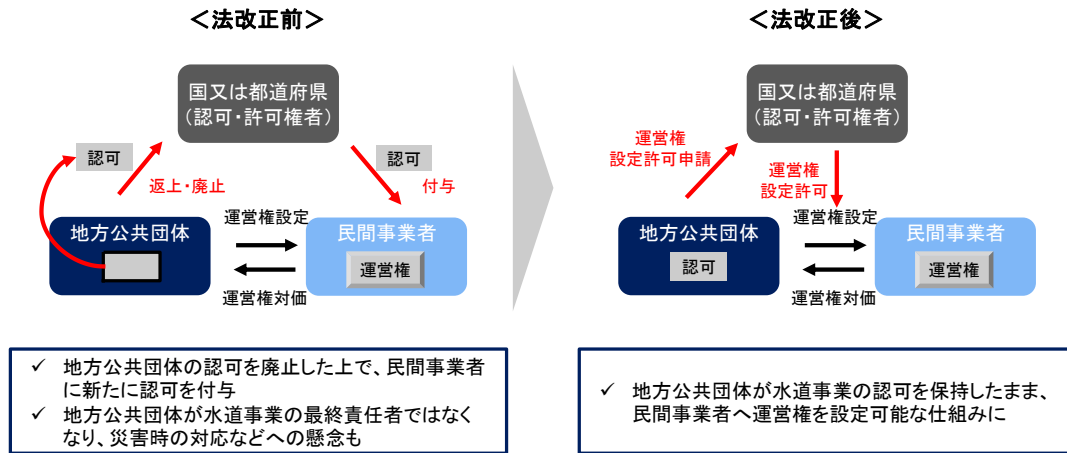 ＜法改正前＞
国又は都道府県
（認可・許可権者）
認可
返上・廃止
認可
付与
地方公共団体
運営権設定
運営権対価
民間事業者
運営権
✓ 地方公共団体の認可を廃止した上で、民間事業者
に新たに認可を付与
✓ 地方公共団体が水道事業の最終責任者ではなく
なり、災害時の対応などへの懸念も
＜法改正後＞
国又は都道府県
（認可・許可権者）
運営権
設定許可申請
運営権
設定許可
地方公共団体
認可
運営権設定
運営権対価
民間事業者
運営権
✓ 地方公共団体が水道事業の認可を保持したまま、
民間事業者へ運営権を設定可能な仕組みに